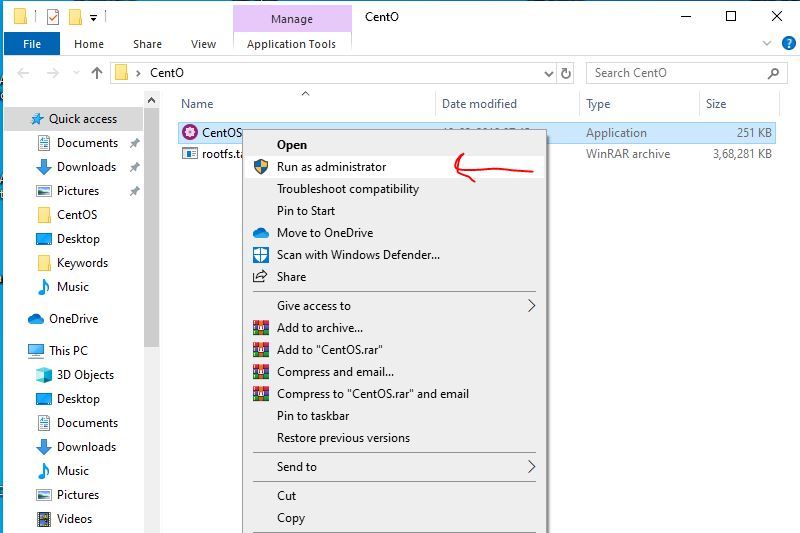 Manage
CentO
File
Home
Share
View
Application Tools
CentO
Search CentO
Name
Date modified
Type
Size
Quick access
Documents
Downloads
Pictures
CentOS
Desktop
Keywords
Music
OneDrive
This PC
3D Objects
Desktop
Documents
Downloads
Music
Pictures
Videos
CentOS
Application
251 KB
rootfs.ta
WinRAR archive
3,68,281 KB
Open
Run as administrator
Troubleshoot compatibility
Pin to Start
Move to OneDrive
Scan with Windows Defender...
Share
Give access to
Add to archive...
Add to "CentOS.rar"
Compress and email...
Compress to "CentOS.rar" and email
Pin to taskbar
Restore previous versions
Send to
Cut
Copy